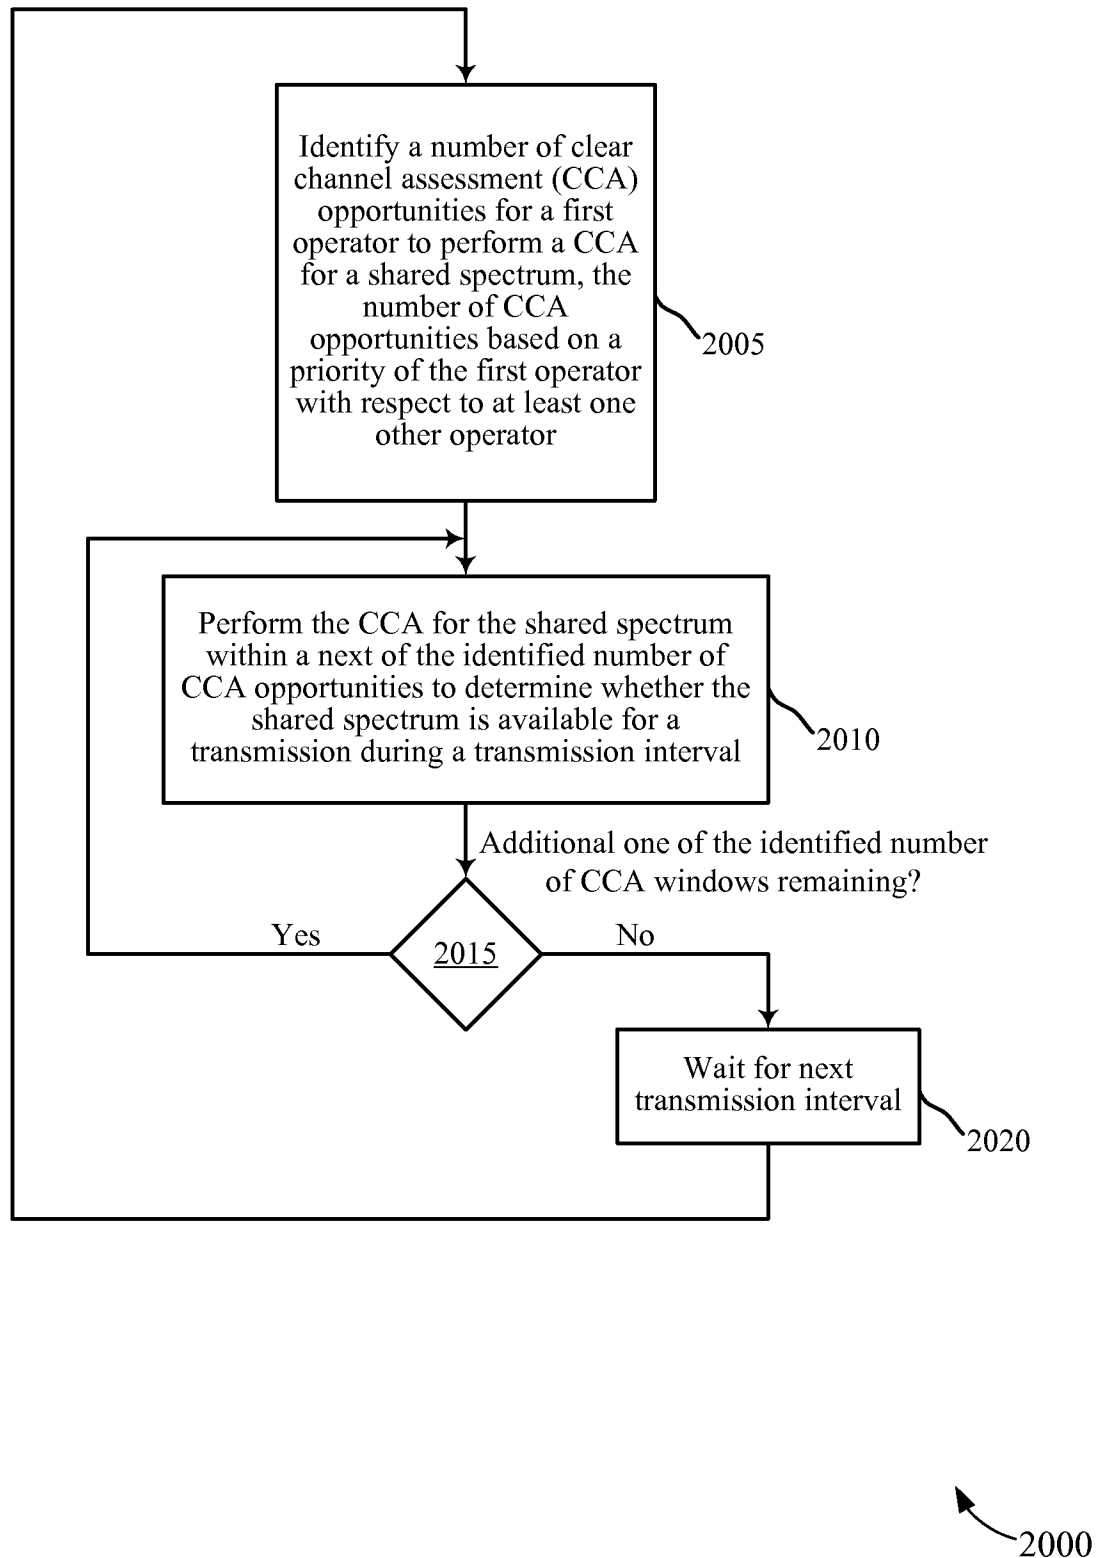 Identify a number of clear
channel assessment (CCA)
opportunities for a first
operator to perform a CCA
for a shared spectrum, the
number of CCA
opportunities based on a
priority of the first operator
with respect to at least one
other operator
2005
Perform the CCA for the shared spectrum
within a next of the identified number of
CCA opportunities to determine whether the
shared spectrum is available for a
transmission during a transmission interval
2010
Additional one of the identified number
of CCA windows remaining?
Yes
2015
No
Wait for next
transmission interval
2020
2000